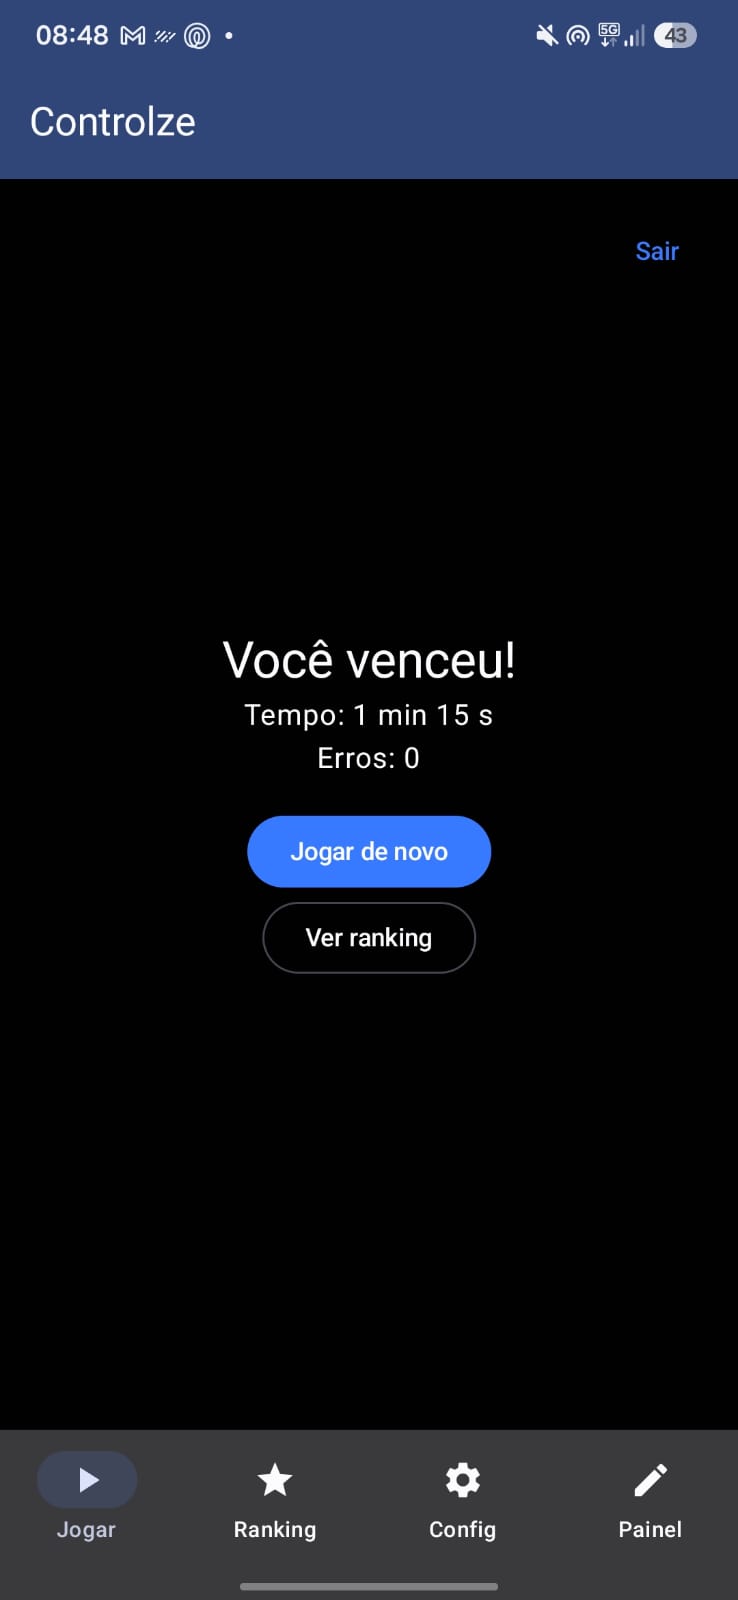 08:48
5G
43
Controlze
Sair
Você venceu!
Tempo: 1 min 15 s
Erros: 0
Jogar de novo
Ver ranking
Jogar
Ranking
Config
Painel